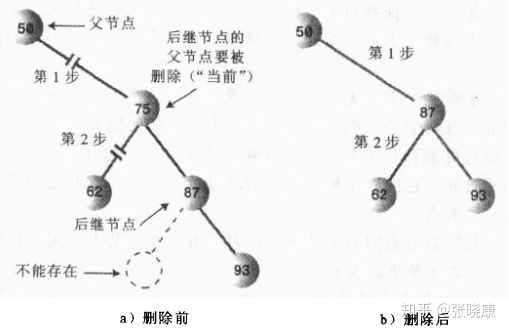 50
父节点
第1步
后继节点的
父节点要被
删除（“当前”）
75
第2步
62
87
后继节点
不能存在
93
a）删除前
50
第1步
87
第2步
62
93
b）删除后
知乎 @张晓康